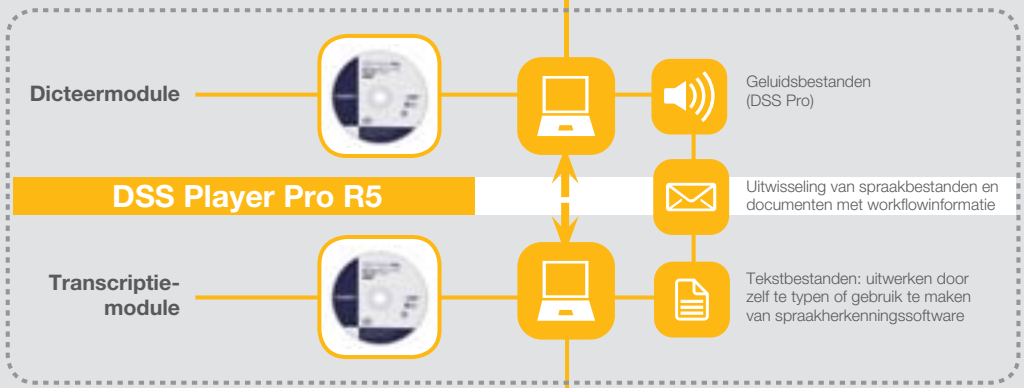 Dicteermodule
Geluidsbestanden
(DSS Pro)
DSS Player Pro R5
Uitwisseling van spraakbestanden en
documenten met workflowinformatie
Transcriptie-
module
Tekstbestanden: uitwerken door
zelf te typen of gebruik te maken
van spraakherkenningssoftware